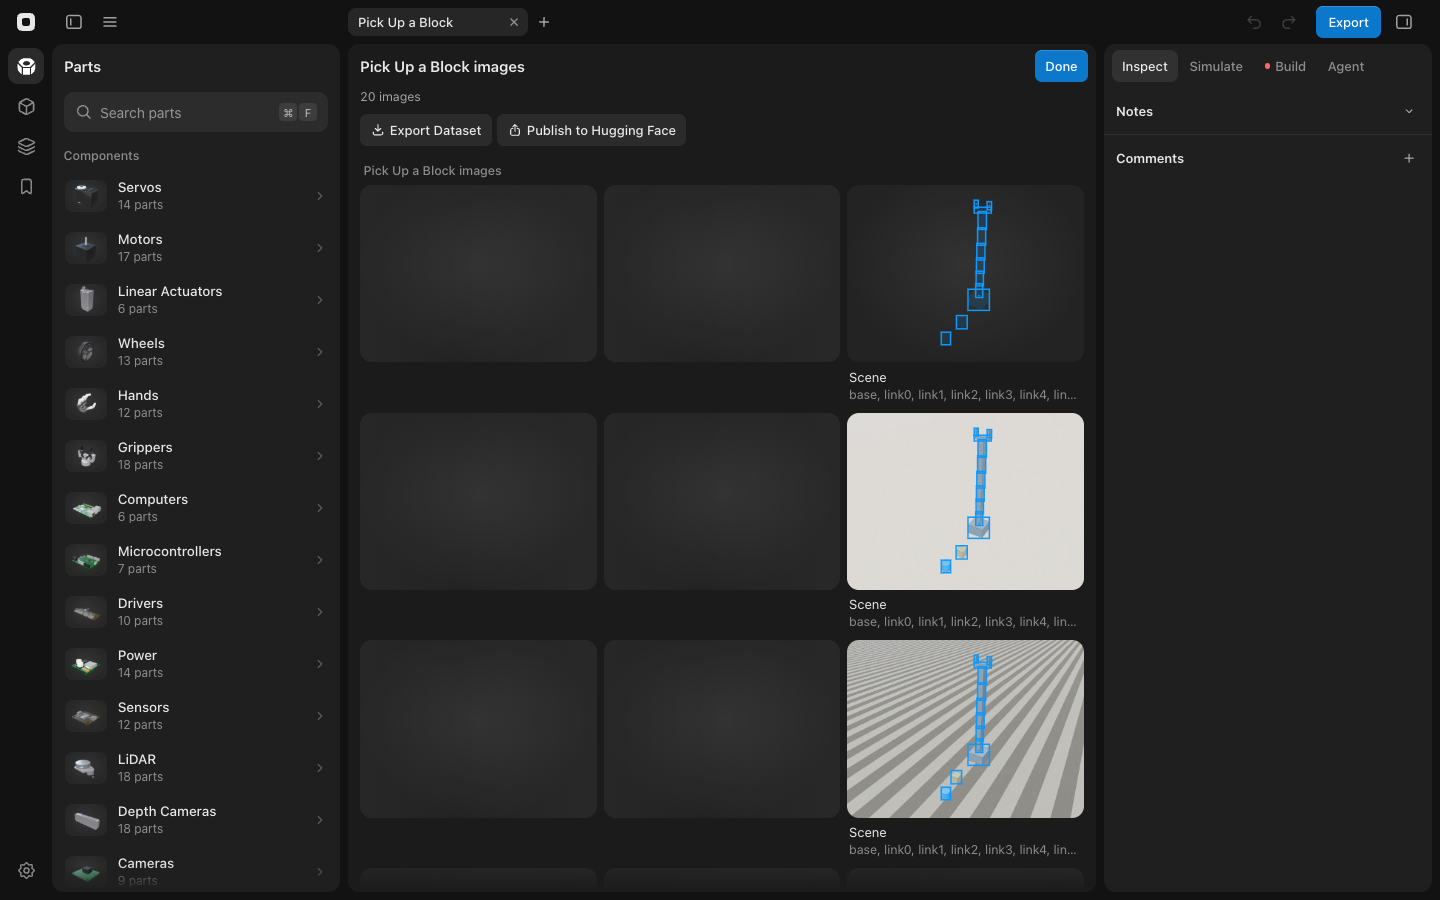 Pick Up a Block
Export
Parts
Search parts
⌘ F
Components
Servos
14 parts
Motors
17 parts
Linear Actuators
6 parts
Wheels
13 parts
Hands
12 parts
Grippers
18 parts
Computers
6 parts
Microcontrollers
7 parts
Drivers
10 parts
Power
14 parts
Sensors
12 parts
LiDAR
18 parts
Depth Cameras
18 parts
Cameras
9 parts
Pick Up a Block images
Done
20 images
Export Dataset
Publish to Hugging Face
Pick Up a Block images
Scene
base, link0, link1, link2, link3, link4, lin...
Scene
base, link0, link1, link2, link3, link4, lin...
Scene
base, link0, link1, link2, link3, link4, lin...
Inspect
Simulate
Build
Agent
Notes
Comments